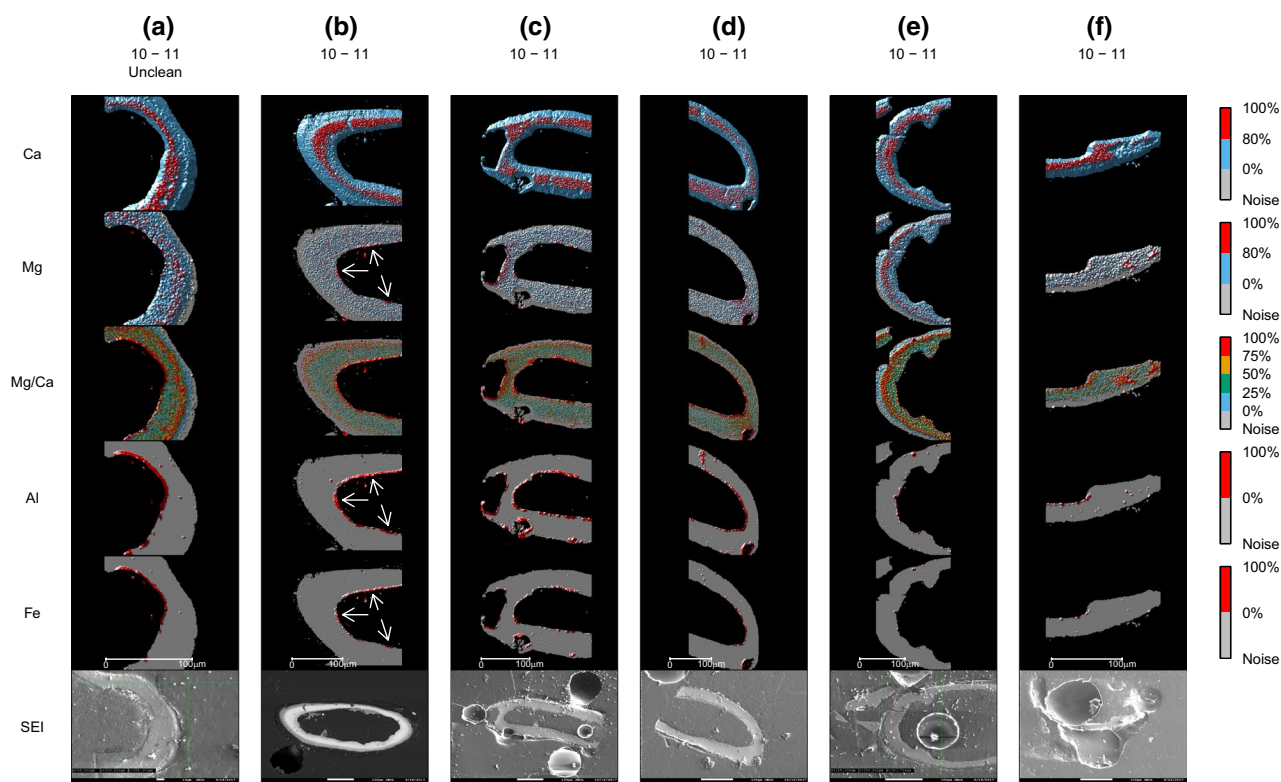 (a) (b) (c) (d) (e) (f)
10 – 11 10 – 11 10 – 11 10 – 11 10 – 11 10 – 11
Unclean
Ca
100%
80%
0%
Noise
Mg
100%
80%
0%
Noise
Mg/Ca
100%
75%
50%
25%
0%
Noise
Al
100%
0%
Noise
Fe
100%
0%
Noise
0 100μm 0 100μm 0 100μm 0 100μm 0 100μm 0 100μm
SEI